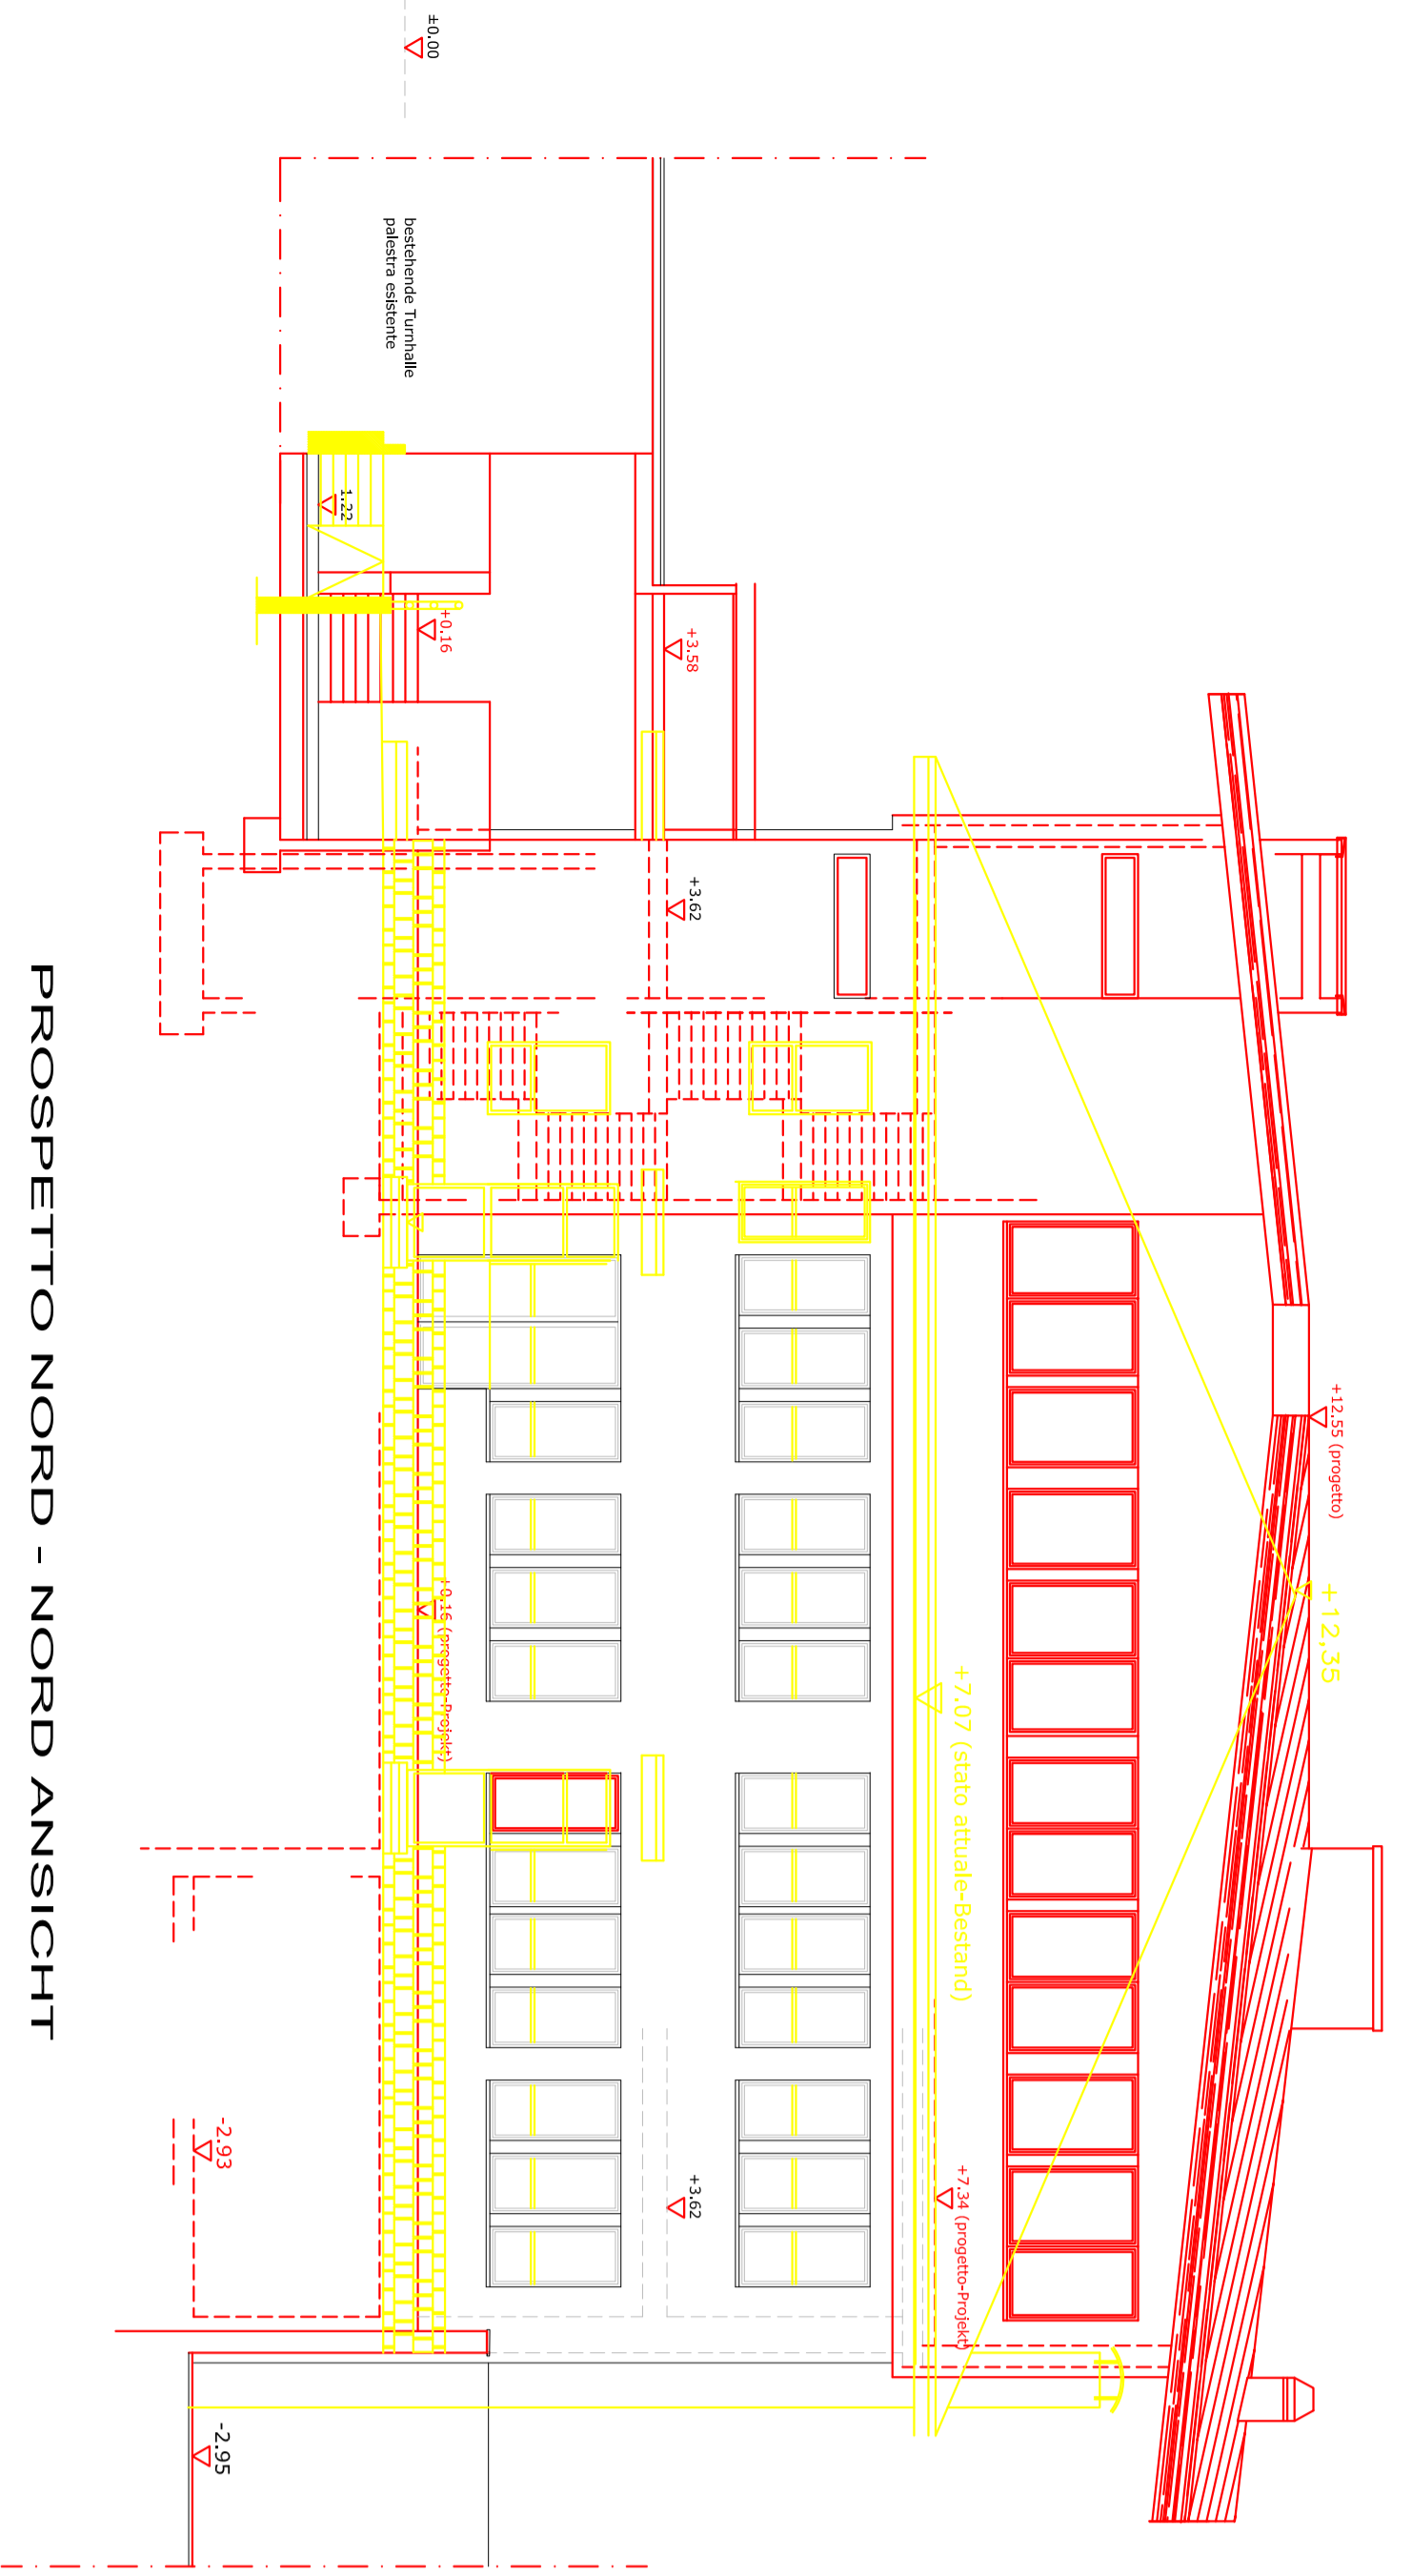 ±0.00
bestehende Turnhalle
palestra esistente
1.22
+0.16
+3.58
+3.62
+12.55 (progetto)
+12,35
+7.07 (stato attuale-Bestand)
+0.16 (progetto-Projekt)
+7.34 (progetto-Projekt)
+3.62
-2.93
-2.95
PROSPETTO NORD - NORD ANSICHT